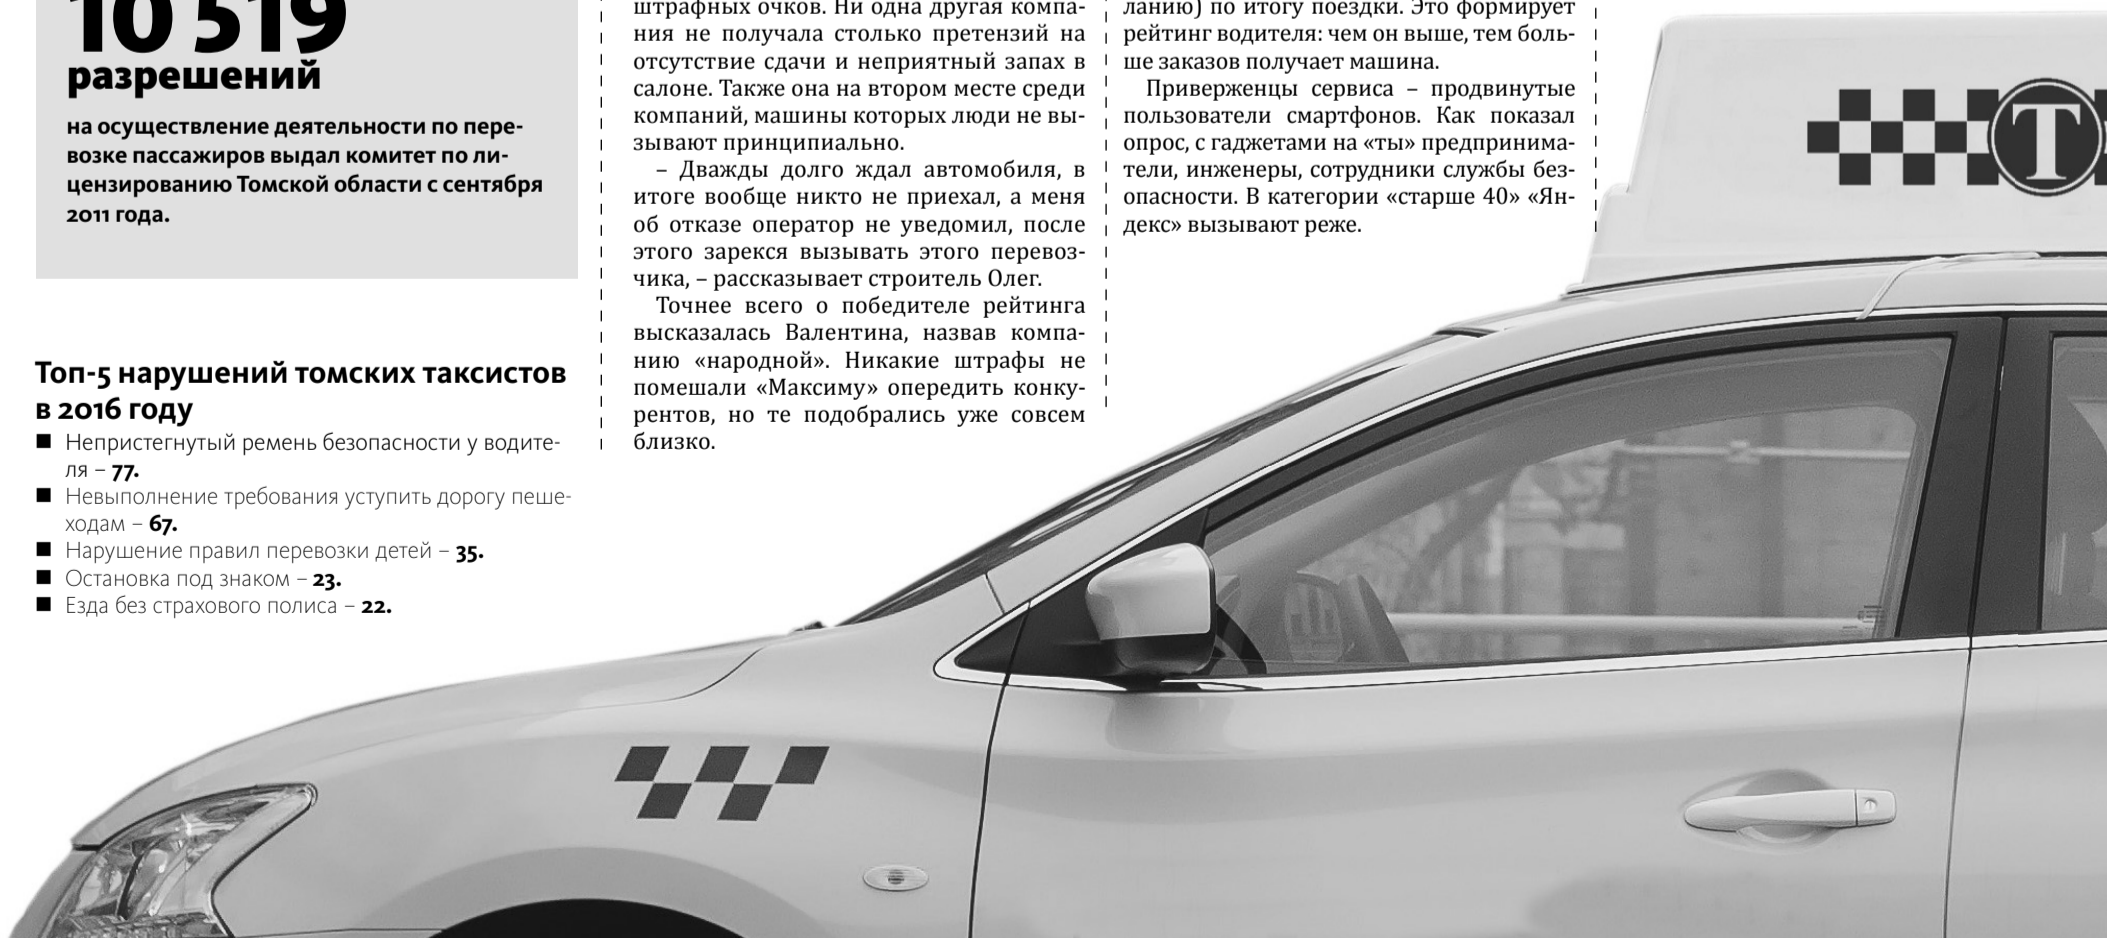 10 519
разрешений
на осуществление деятельности по пере-
возке пассажиров выдал комитет по ли-
цензированию Томской области с сентября
2011 года.
Топ-5 нарушений томских таксистов
в 2016 году
■ Непристегнутый ремень безопасности у водите-
ля – 77.
■ Невыполнение требования уступить дорогу пеше-
ходам – 67.
■ Нарушение правил перевозки детей – 35.
■ Остановка под знаком – 23.
■ Езда без страхового полиса – 22.
штрафных очков. Ни одна другая компа-
ния не получала столько претензий на
отсутствие сдачи и неприятный запах в
салоне. Также она на втором месте среди
компаний, машины которых люди не вы-
зывают принципиально.
– Дважды долго ждал автомобиля, в
итоге вообще никто не приехал, а меня
об отказе оператор не уведомил, после
этого зарекся вызывать этого перевоз-
чика, – рассказывает строитель Олег.
Точнее всего о победителе рейтинга
высказалась Валентина, назвав компа-
нию «народной». Никакие штрафы не
помешали «Максиму» опередить конку-
рентов, но те подобрались уже совсем
близко.
ланию) по итогу поездки. Это формирует
рейтинг водителя: чем он выше, тем боль-
ше заказов получает машина.
Приверженцы сервиса – продвинутые
пользователи смартфонов. Как показал
опрос, с гаджетами на «ты» предпринима-
тели, инженеры, сотрудники службы без-
опасности. В категории «старше 40» «Ян-
декс» вызывают реже.
T